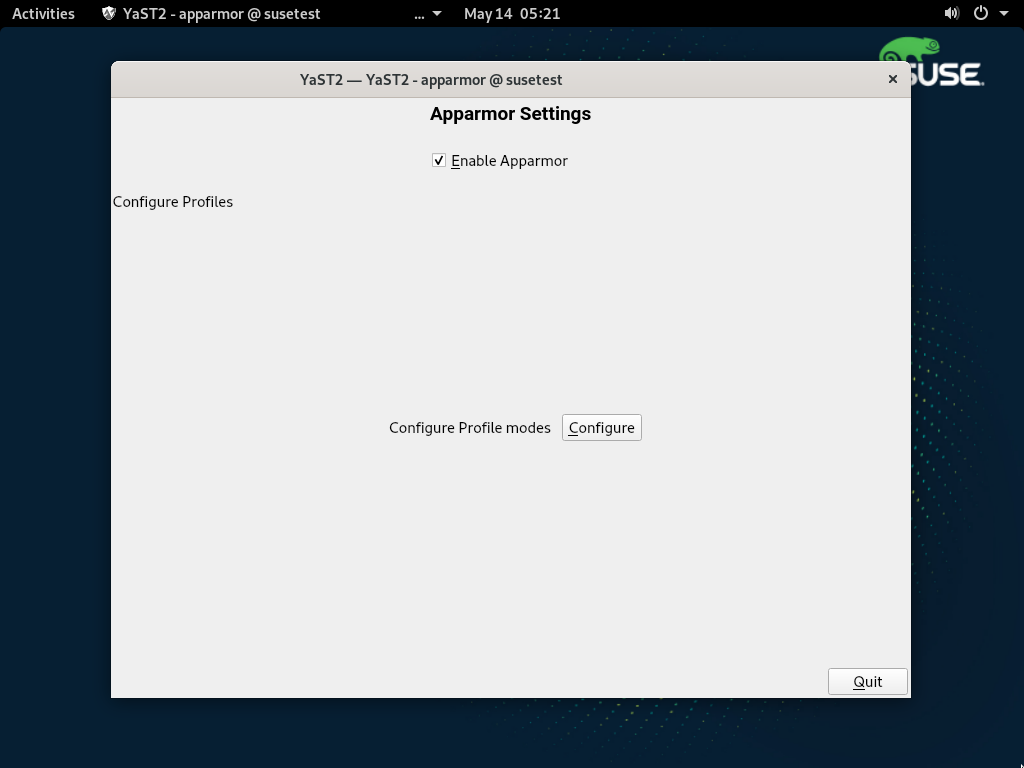 Activities YaST2 - apparmor @ susetest ... May 14 05:21
SUSE.
YaST2 — YaST2 - apparmor @ susetest
Apparmor Settings
Enable Apparmor
Configure Profiles
Configure Profile modes Configure
Quit